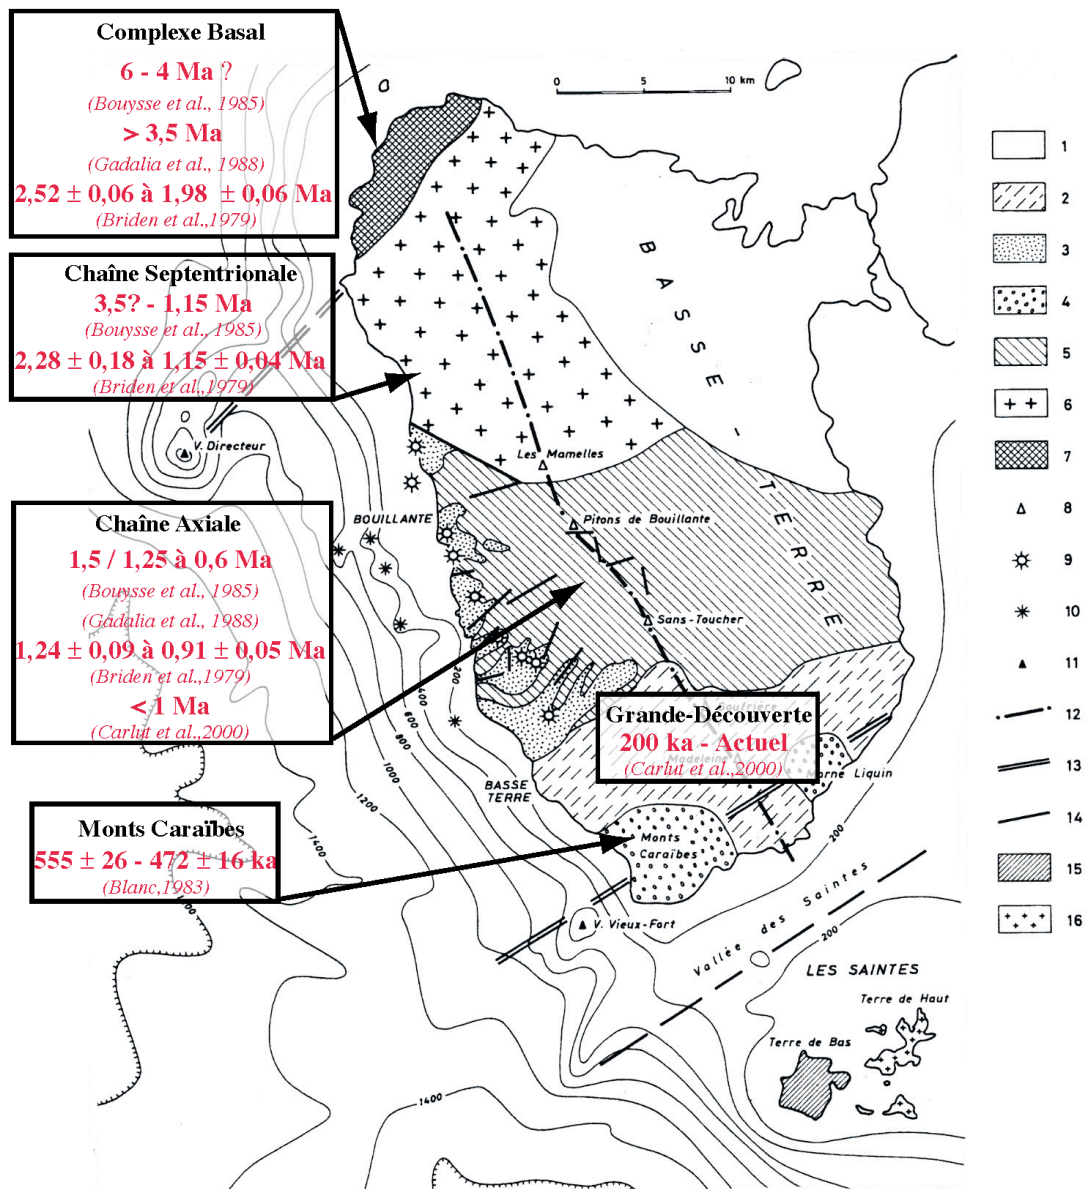 Complexe Basal
6 - 4 Ma ?
(Bouysse et al., 1985)
> 3,5 Ma
(Gadalia et al., 1988)
2,52 ± 0,06 à 1,98 ± 0,06 Ma
(Briden et al.,1979)
Chaîne Septentrionale
3,5? - 1,15 Ma
(Bouysse et al., 1985)
2,28 ± 0,18 à 1,15 ± 0,04 Ma
(Briden et al.,1979)
Chaîne Axiale
1,5 / 1,25 à 0,6 Ma
(Bouysse et al., 1985)
(Gadalia et al., 1988)
1,24 ± 0,09 à 0,91 ± 0,05 Ma
(Briden et al.,1979)
< 1 Ma
(Carlut et al.,2000)
Monts Caraïbes
555 ± 26 - 472 ± 16 ka
(Blanc,1983)
Grande-Découverte
200 ka - Actuel
(Carlut et al.,2000)
0 5 10 km
BASSE - TERRE
V. Directeur
Les Mamelles
BOUILLANTE
Pitons de Bouillante
Sans-Toucher
Soufrière
Madeleine
Morne Liquin
BASSE
TERRE
Monts
Caraïbes
V. Vieux-Fort
Vallée des Saintes
LES SAINTES
Terre de Haut
Terre de Bas
200
400
600
800
1000
1200
1400
200
200
1400
1
2
3
4
5
6
7
8
9
10
11
12
13
14
15
16